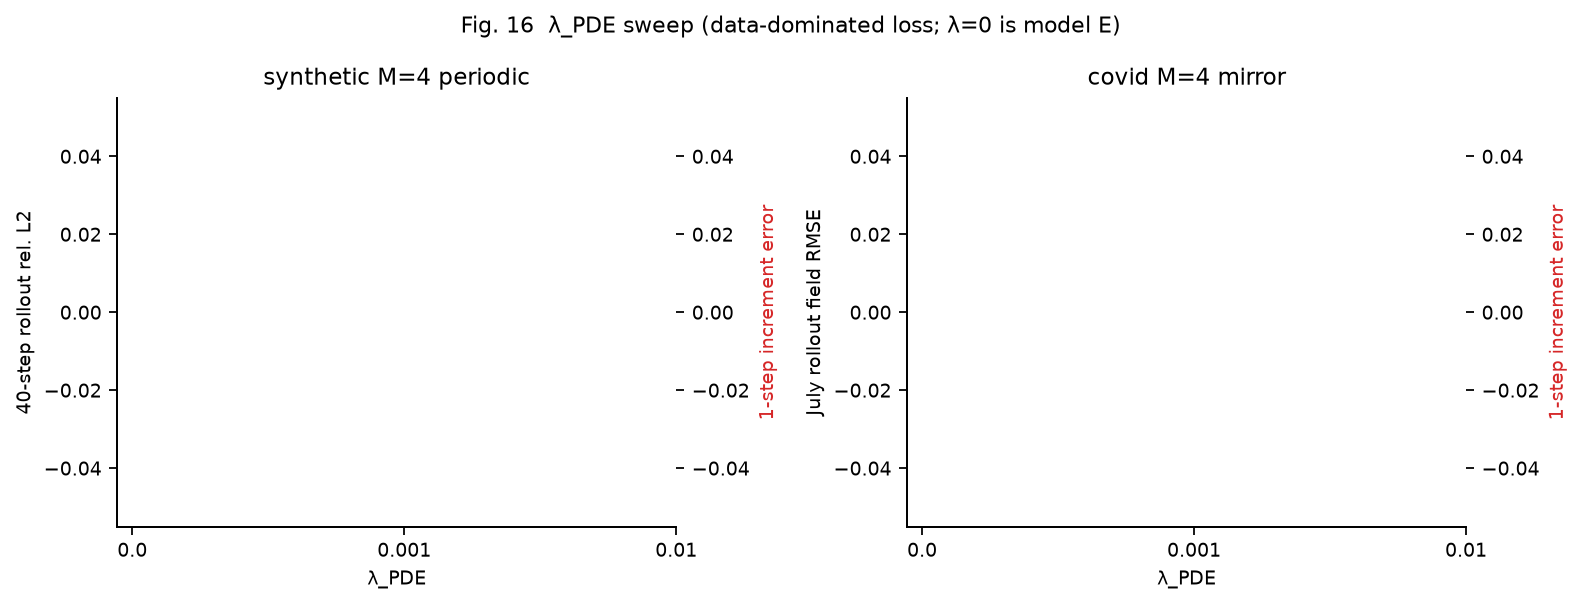 Fig. 16  λ_PDE sweep (data-dominated loss; λ=0 is model E)
synthetic M=4 periodic
40-step rollout rel. L2
0.04
0.02
0.00
−0.02
−0.04
0.0
0.001
0.01
λ_PDE
0.04
0.02
0.00
−0.02
−0.04
1-step increment error
covid M=4 mirror
July rollout field RMSE
0.04
0.02
0.00
−0.02
−0.04
0.0
0.001
0.01
λ_PDE
0.04
0.02
0.00
−0.02
−0.04
1-step increment error